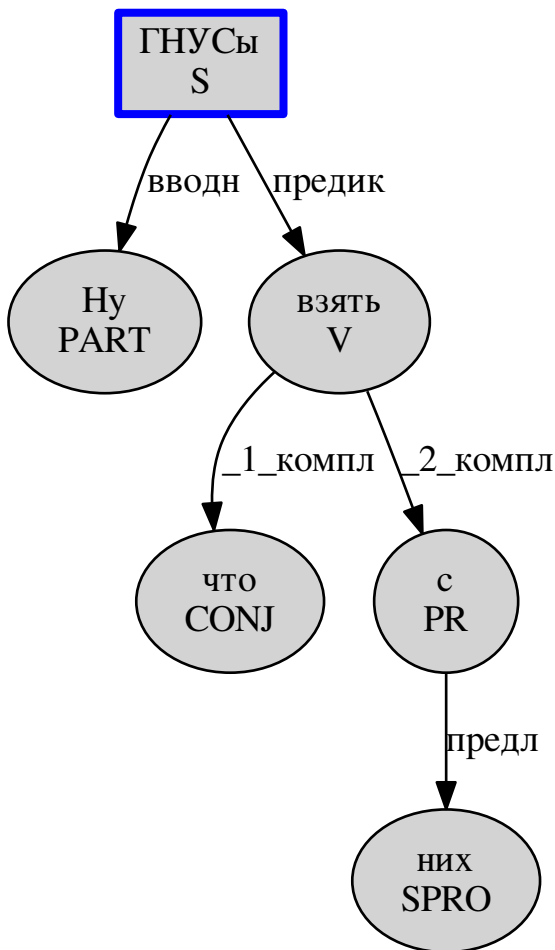 ГНУСы
S
вводн
предик
Ну
PART
взять
V
_1_компл
_2_компл
что
CONJ
с
PR
предл
них
SPRO